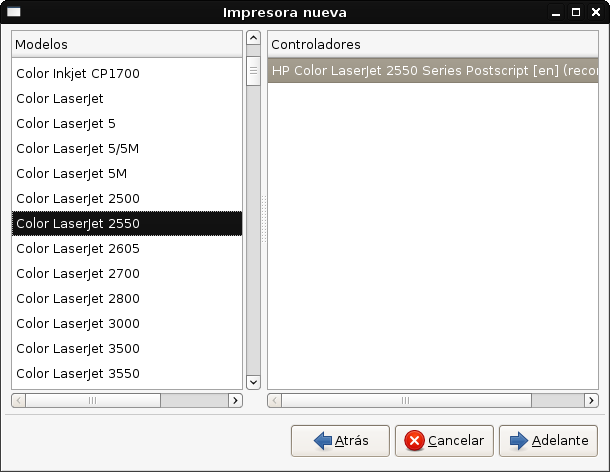 Impresora nueva
Modelos
Color Inkjet CP1700
Color LaserJet
Color LaserJet 5
Color LaserJet 5/5M
Color LaserJet 5M
Color LaserJet 2500
Color LaserJet 2550
Color LaserJet 2605
Color LaserJet 2700
Color LaserJet 2800
Color LaserJet 3000
Color LaserJet 3500
Color LaserJet 3550
Controladores
HP Color LaserJet 2550 Series Postscript [en] (recor
Atrás
Cancelar
Adelante